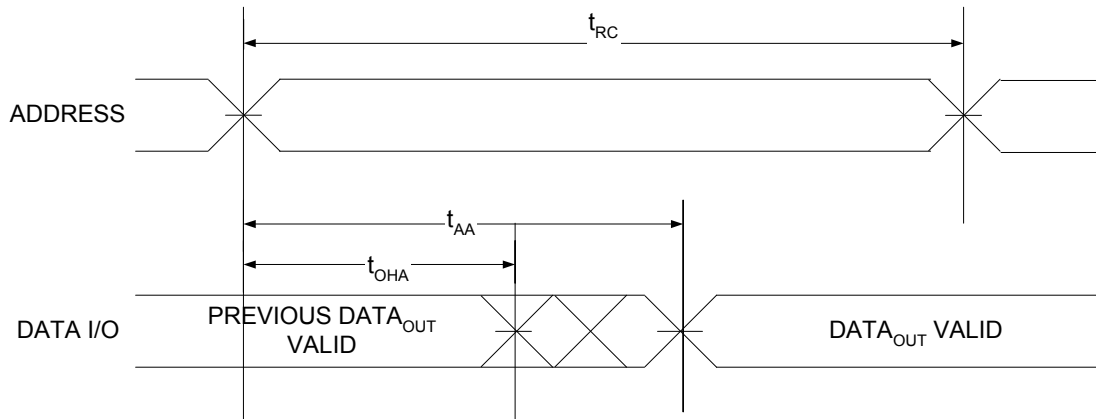 tRC
ADDRESS
tAA
tOHA
DATA I/O
PREVIOUS DATAOUT
VALID
DATAOUT VALID